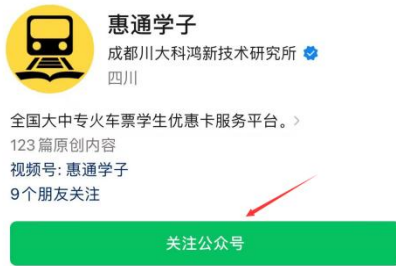 惠通学子
成都川大科鸿新技术研究所
四川
全国大中专火车票学生优惠卡服务平台。>
123篇原创内容
视频号: 惠通学子
9个朋友关注
关注公众号